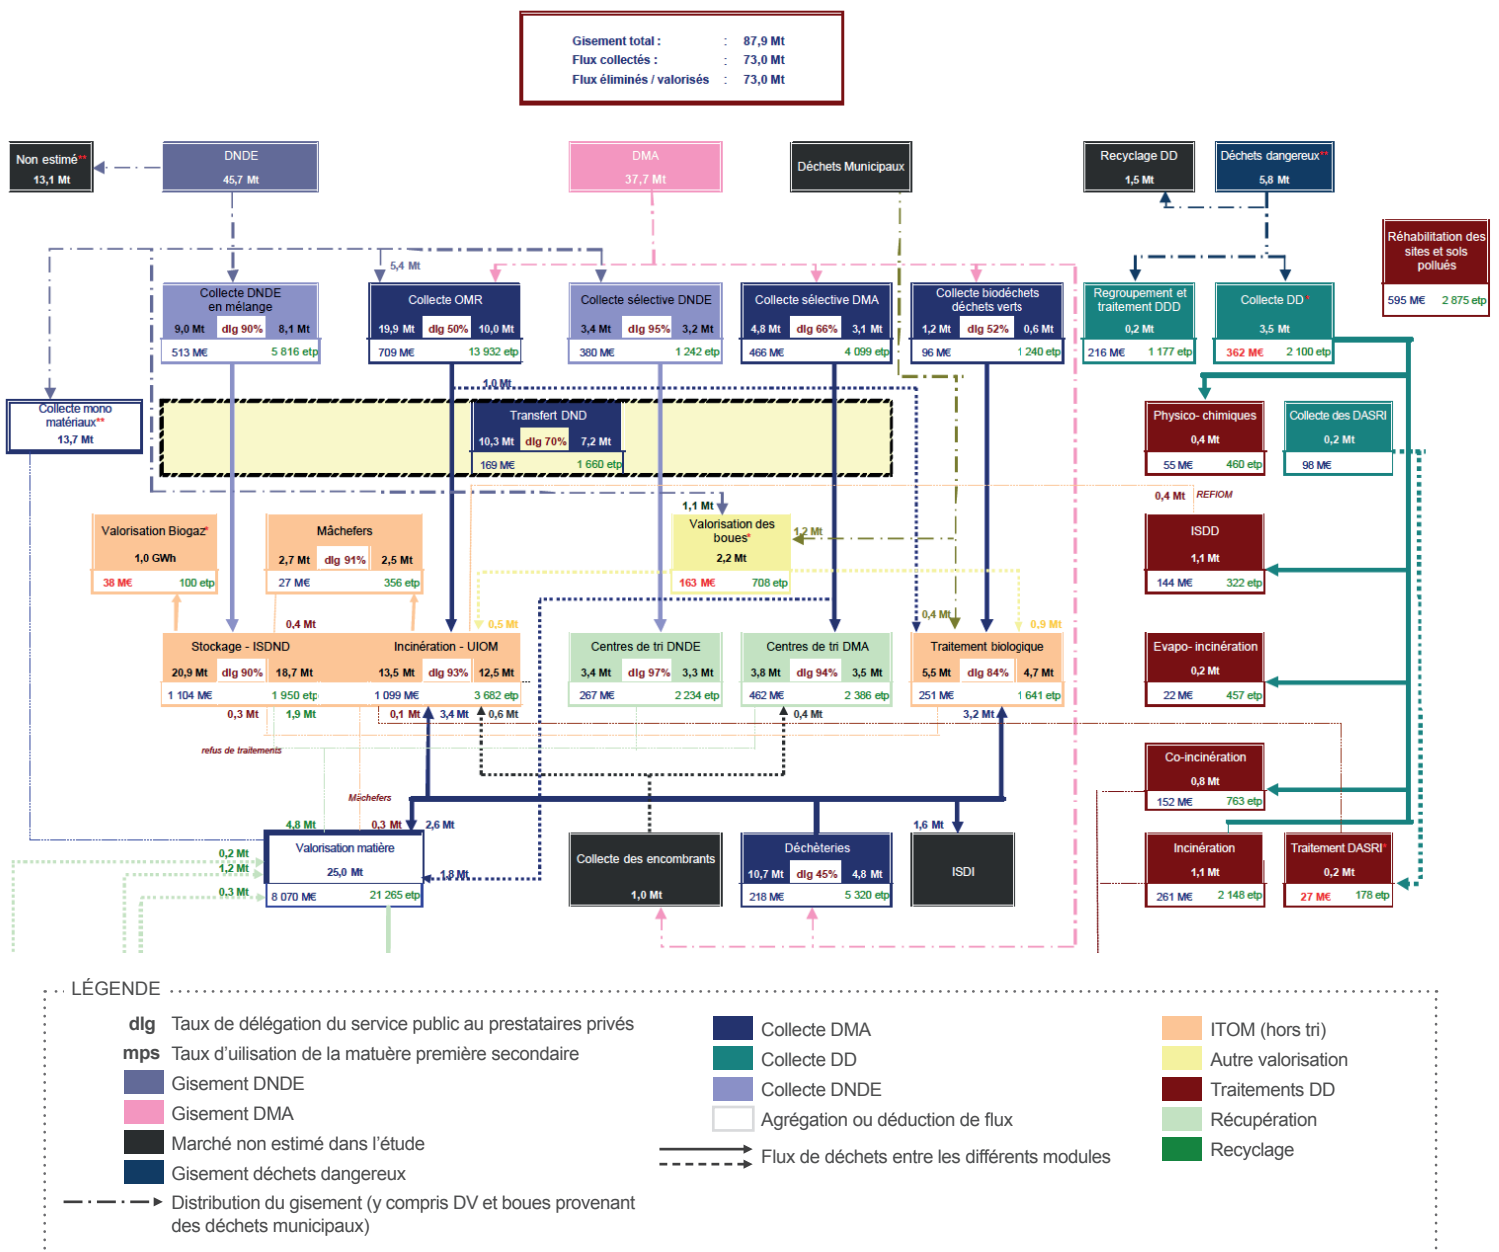 Gisement total : : 87,9 Mt
Flux collectés : : 73,0 Mt
Flux éliminés / valorisés : 73,0 Mt
Non estimé**
13,1 Mt
DNDE
45,7 Mt
DMA
37,7 Mt
Déchets Municipaux
Recyclage DD
1,5 Mt
Déchets dangereux**
5,8 Mt
Réhabilitation des
sites et sols
pollués
595 M€ 2 875 etp
5,4 Mt
Collecte DNDE
en mélange
9,0 Mt dlg 90% 8,1 Mt
513 M€ 5 816 etp
Collecte OMR
19,9 Mt dlg 50% 10,0 Mt
709 M€ 13 932 etp
Collecte sélective DNDE
3,4 Mt dlg 95% 3,2 Mt
380 M€ 1 242 etp
Collecte sélective DMA
4,8 Mt dlg 66% 3,1 Mt
466 M€ 4 099 etp
Collecte biodéchets
déchets verts
1,2 Mt dlg 52% 0,6 Mt
96 M€ 1 240 etp
Regroupement et
traitement DDD
0,2 Mt
216 M€ 1 177 etp
Collecte DD*
3,5 Mt
362 M€ 2 100 etp
1,0 Mt
Collecte mono
matériaux**
13,7 Mt
Transfert DND
10,3 Mt dlg 70% 7,2 Mt
169 M€ 1 660 etp
Physico- chimiques
0,4 Mt
55 M€ 460 etp
Collecte des DASRI
0,2 Mt
98 M€
0,4 Mt REFIOM
1,1 Mt
Valorisation Biogaz*
1,0 GWh
38 M€ 100 etp
Mâchefers
2,7 Mt dlg 91% 2,5 Mt
27 M€ 356 etp
Valorisation des
boues*
2,2 Mt
163 M€ 708 etp
1,2 Mt
ISDD
1,1 Mt
144 M€ 322 etp
0,4 Mt
0,5 Mt
0,4 Mt
0,9 Mt
Stockage - ISDND
20,9 Mt dlg 90% 18,7 Mt
1 104 M€ 1 950 etp
Incinération - UIOM
13,5 Mt dlg 93% 12,5 Mt
1 099 M€ 3 682 etp
Centres de tri DNDE
3,4 Mt dlg 97% 3,3 Mt
267 M€ 2 234 etp
Centres de tri DMA
3,8 Mt dlg 94% 3,5 Mt
462 M€ 2 386 etp
Traitement biologique
5,5 Mt dlg 84% 4,7 Mt
251 M€ 1 641 etp
Evapo- incinération
0,2 Mt
22 M€ 457 etp
0,3 Mt 1,9 Mt 0,1 Mt 3,4 Mt 0,6 Mt 0,4 Mt 3,2 Mt
refus de traitements
Mâchefers
Co-incinération
0,8 Mt
152 M€ 763 etp
4,8 Mt 0,3 Mt 2,6 Mt
1,6 Mt
0,2 Mt
1,2 Mt
0,3 Mt
Valorisation matière
25,0 Mt
8 070 M€ 21 265 etp
1,8 Mt
Collecte des encombrants
1,0 Mt
Déchèteries
10,7 Mt dlg 45% 4,8 Mt
218 M€ 5 320 etp
ISDI
Incinération
1,1 Mt
261 M€ 2 148 etp
Traitement DASRI*
0,2 Mt
27 M€ 178 etp
LÉGENDE
dlg Taux de délégation du service public au prestataires privés
mps Taux d'uilisation de la matuère première secondaire
Gisement DNDE
Gisement DMA
Marché non estimé dans l'étude
Gisement déchets dangereux
Distribution du gisement (y compris DV et boues provenant
des déchets municipaux)
Collecte DMA
Collecte DD
Collecte DNDE
Agrégation ou déduction de flux
Flux de déchets entre les différents modules
ITOM (hors tri)
Autre valorisation
Traitements DD
Récupération
Recyclage